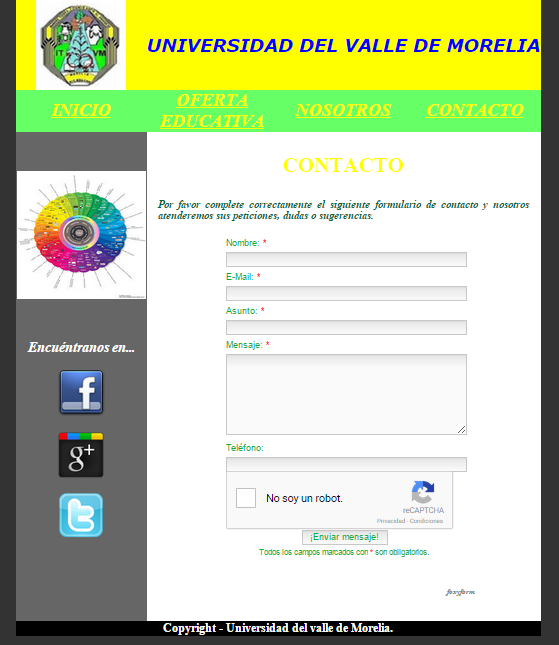 UNIVERSIDAD DEL VALLE DE MORELIA
INICIO
OFERTA
EDUCATIVA
NOSOTROS
CONTACTO
CONTACTO
Por favor complete correctamente el siguiente formulario de contacto y nosotros
atenderemos sus peticiones, dudas o sugerencias.
Nombre: *
E-Mail: *
Asunto: *
Mensaje: *
Teléfono:
No soy un robot.
reCAPTCHA
Privacidad - Condiciones
¡Enviar mensaje!
Todos los campos marcados con * son obligatorios.
foxyform
Encuéntranos en...
f
g+
t
IT VM
Copyright - Universidad del valle de Morelia.